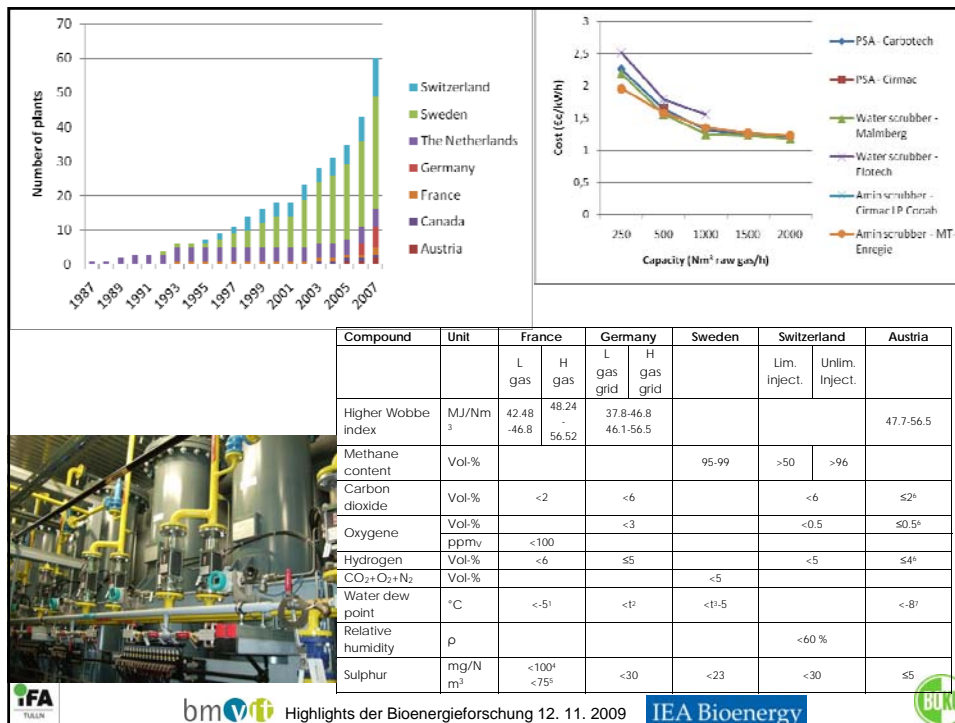 70
60
50
40
30
20
10
0
Number of plants
1987
1989
1991
1993
1995
1997
1999
2001
2003
2005
2007
Switzerland
Sweden
The Netherlands
Germany
France
Canada
Austria
3
2,5
2
1,5
1
0,5
0
Cost (€c/kWh)
250 500 1000 1500 2000
Capacity (Nm³ raw gas/h)
PSA - Carbotech
PSA - Cirmac
Water scrubber -
Malmberg
Water scrubber -
Flotech
Amin scrubber -
Cirmac LP Cooab
Amin scrubber - MT-
Energie
Compound Unit France Germany Sweden Switzerland Austria
L gas H gas L gas grid H gas grid Lim. inject. Unlim. Inject.
Higher Wobbe index MJ/Nm3 42.48-46.8 48.24-56.52 37.8-46.8 46.1-56.5 47.7-56.5
Methane content Vol-% 95-99 >50 >96
Carbon dioxide Vol-% <2 <6 <6 ≤2⁶
Oxygene Vol-% <3 <0.5 ≤0.5⁶
ppmV <100
Hydrogen Vol-% <6 ≤5 <5 ≤4⁶
CO₂+O₂+N₂ Vol-% <5
Water dew point °C <-5¹ <t² <t³-5 <-8⁷
Relative humidity ρ <60 %
Sulphur mg/Nm³ <100⁴ <75⁵ <30 <23 <30 ≤5
iFA
TULLN
bmvit
Highlights der Bioenergieforschung 12. 11. 2009
IEA Bioenergy